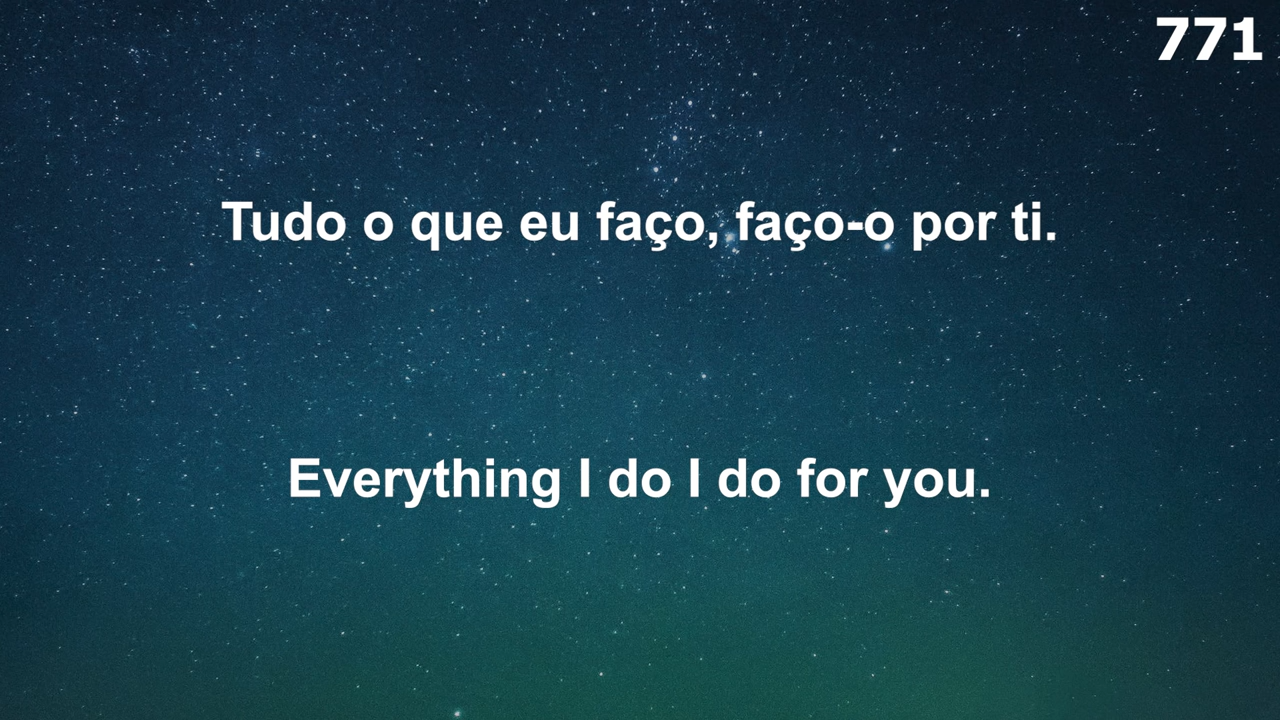 771
Tudo o que eu faço, faço-o por ti.
Everything I do I do for you.